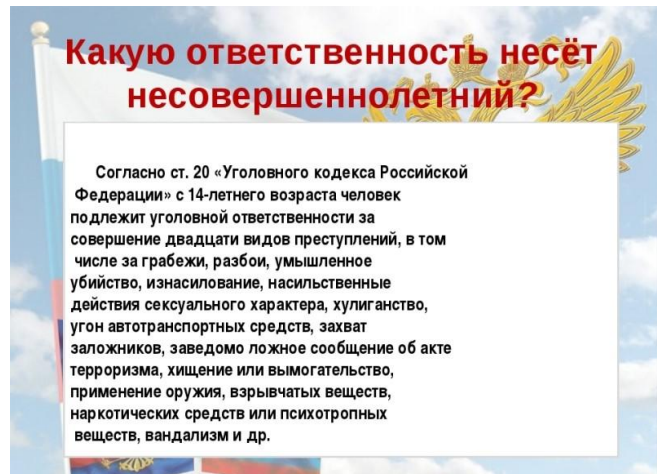 Какую ответственность несёт
несовершеннолетний?
Согласно ст. 20 «Уголовного кодекса Российской
Федерации» с 14-летнего возраста человек
подлежит уголовной ответственности за
совершение двадцати видов преступлений, в том
числе за грабежи, разбои, умышленное
убийство, изнасилование, насильственные
действия сексуального характера, хулиганство,
угон автотранспортных средств, захват
заложников, заведомо ложное сообщение об акте
терроризма, хищение или вымогательство,
применение оружия, взрывчатых веществ,
наркотических средств или психотропных
веществ, вандализм и др.